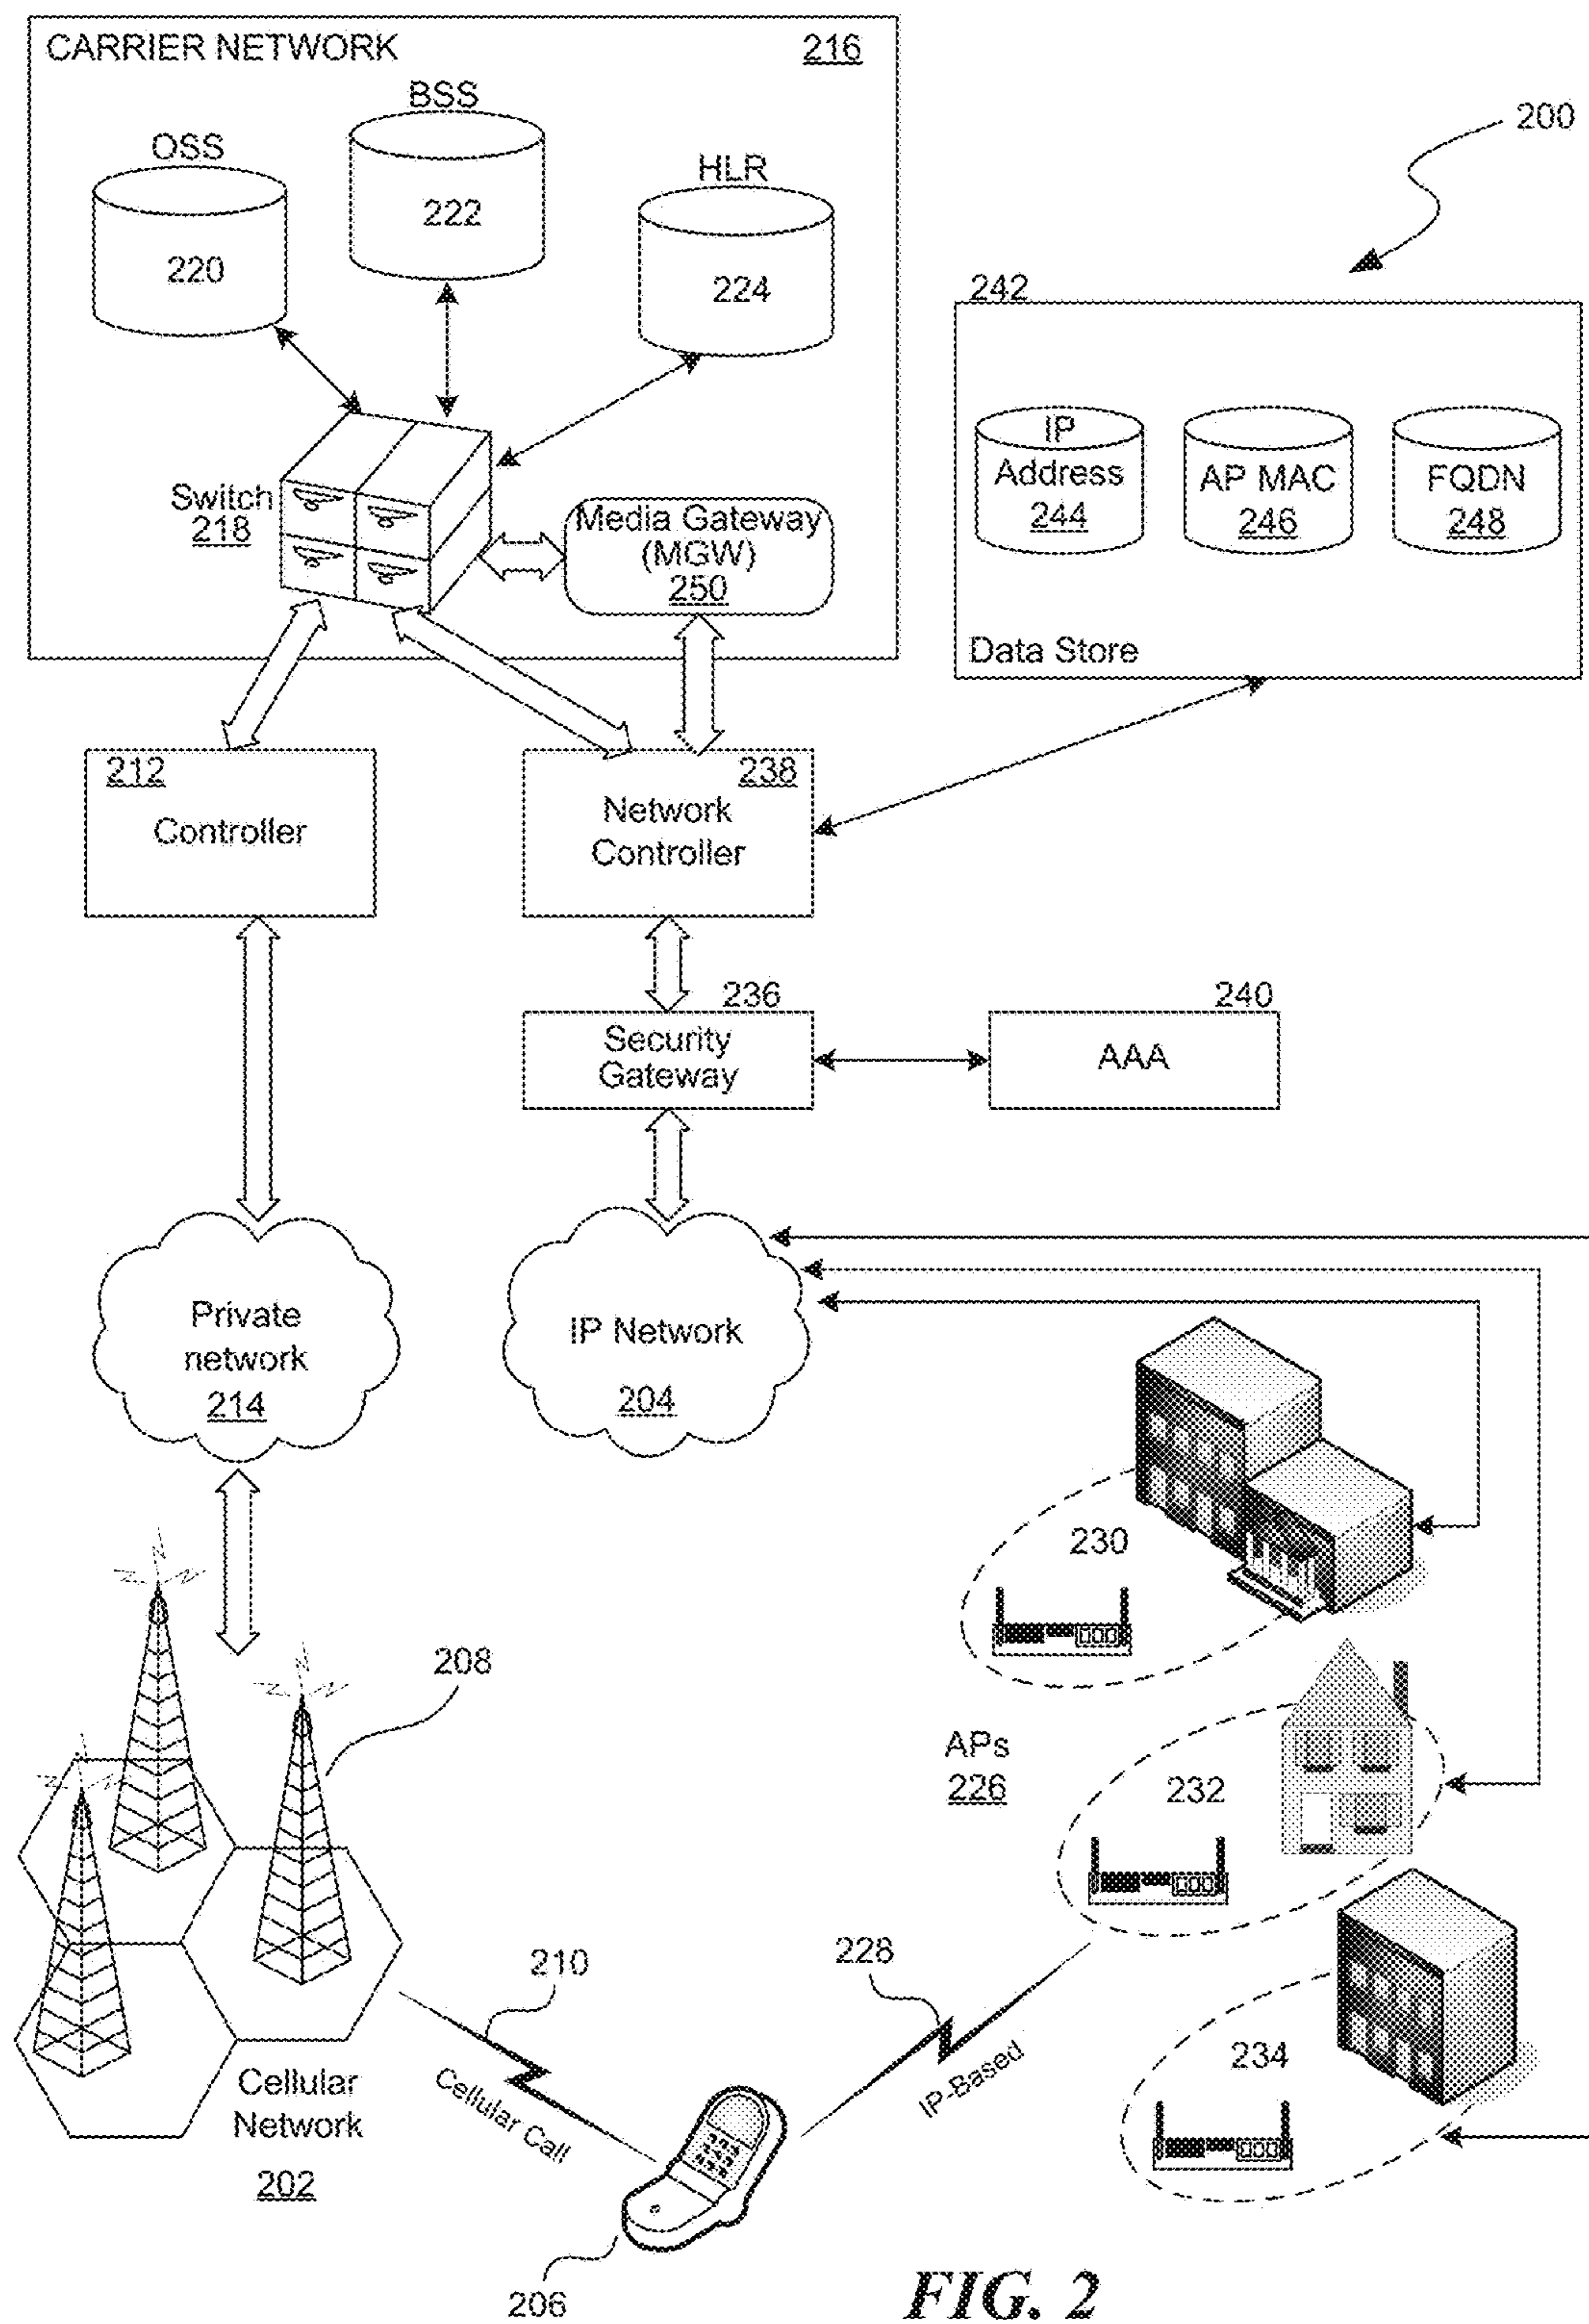 CARRIER NETWORK 216
BSS
OSS
HLR
222
220
224
200
242
IP
Address
244
AP MAC
246
FQDN
248
Data Store
Switch
218
Media Gateway
(MGW)
250
212
Controller
238
Network
Controller
236
Security
Gateway
240
AAA
Private
network
214
IP Network
204
230
208
APs
226
232
210
228
234
Cellular Call
IP-Based
Cellular
Network
202
206
FIG. 2